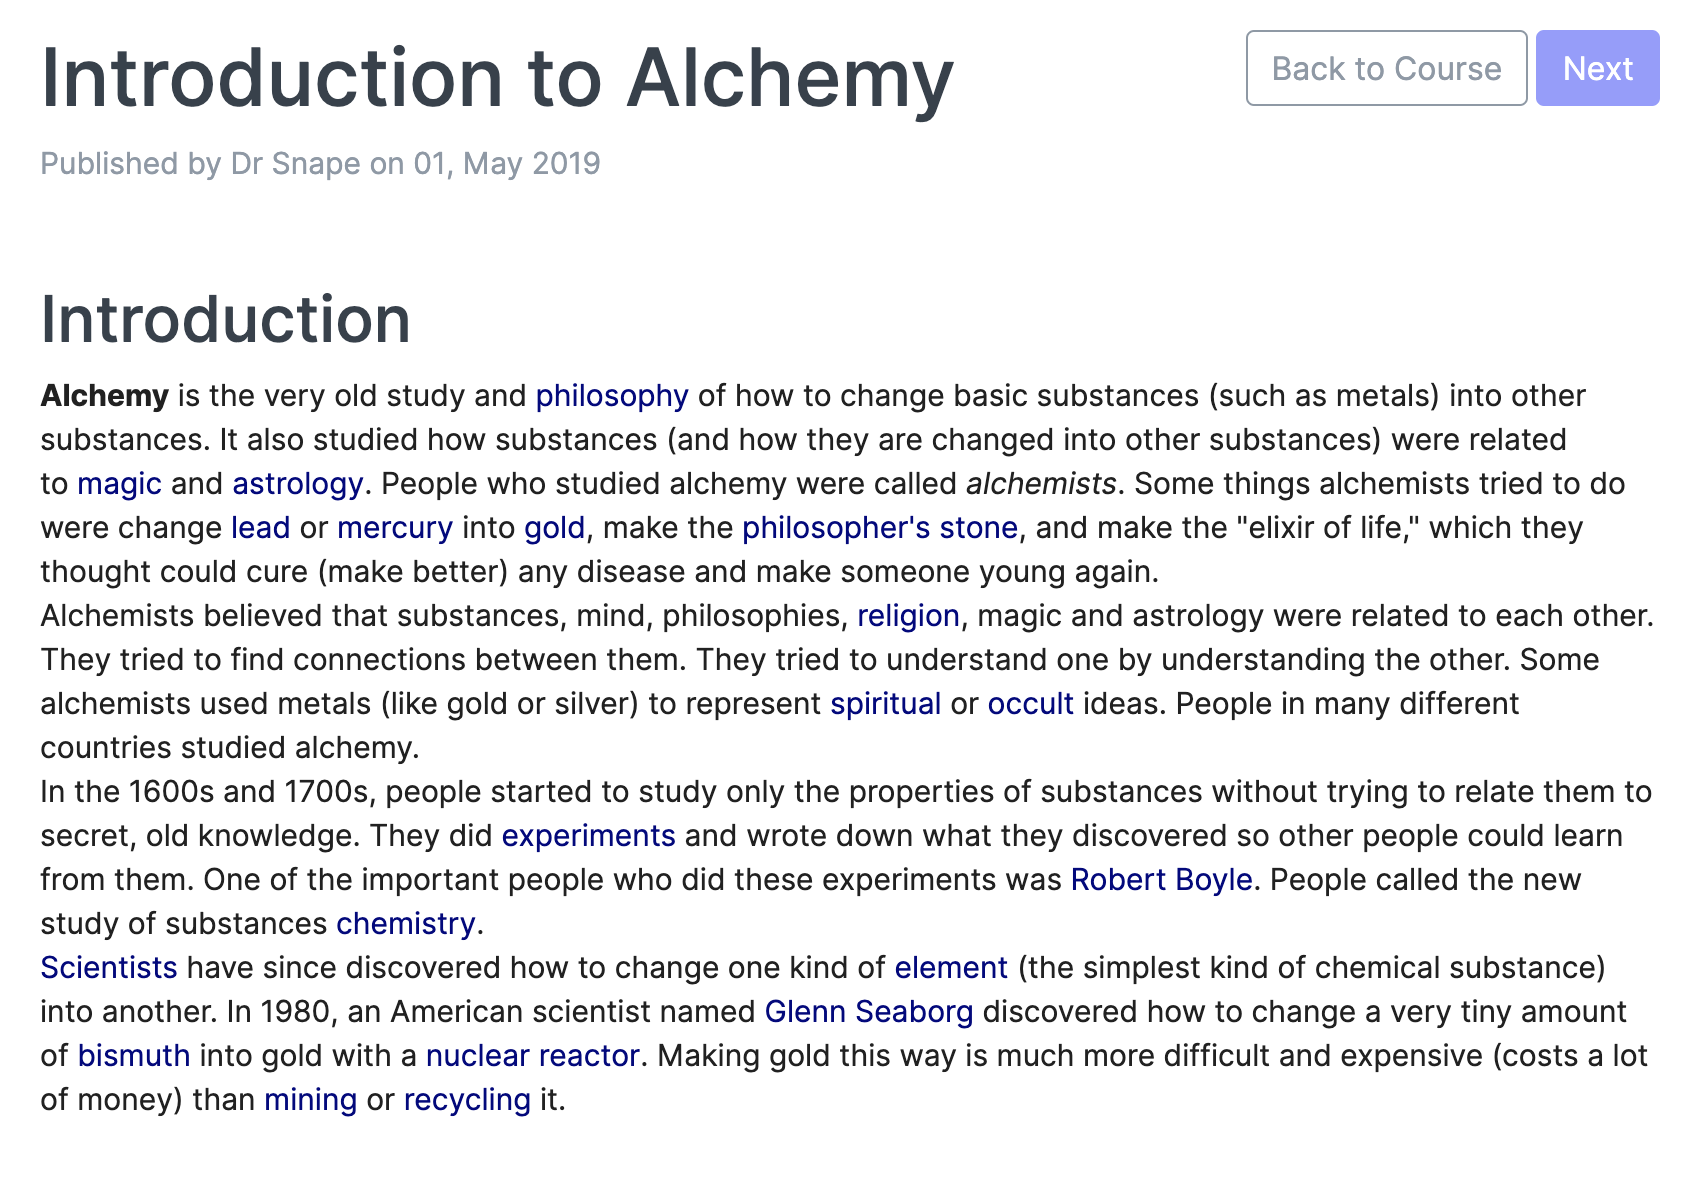 Introduction to Alchemy
Back to Course
Next
Published by Dr Snape on 01, May 2019
Introduction
Alchemy is the very old study and philosophy of how to change basic substances (such as metals) into other
substances. It also studied how substances (and how they are changed into other substances) were related
to magic and astrology. People who studied alchemy were called alchemists. Some things alchemists tried to do
were change lead or mercury into gold, make the philosopher's stone, and make the "elixir of life," which they
thought could cure (make better) any disease and make someone young again.
Alchemists believed that substances, mind, philosophies, religion, magic and astrology were related to each other.
They tried to find connections between them. They tried to understand one by understanding the other. Some
alchemists used metals (like gold or silver) to represent spiritual or occult ideas. People in many different
countries studied alchemy.
In the 1600s and 1700s, people started to study only the properties of substances without trying to relate them to
secret, old knowledge. They did experiments and wrote down what they discovered so other people could learn
from them. One of the important people who did these experiments was Robert Boyle. People called the new
study of substances chemistry.
Scientists have since discovered how to change one kind of element (the simplest kind of chemical substance)
into another. In 1980, an American scientist named Glenn Seaborg discovered how to change a very tiny amount
of bismuth into gold with a nuclear reactor. Making gold this way is much more difficult and expensive (costs a lot
of money) than mining or recycling it.